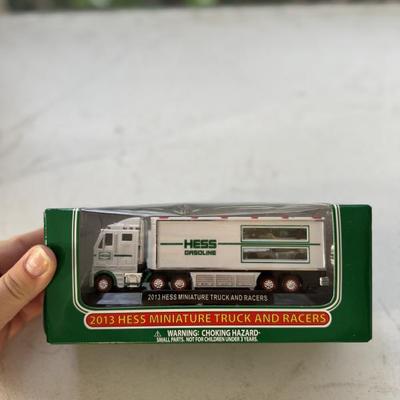 HESS
GASOLINE
2013 HESS MINIATURE TRUCK AND RACERS
2013 HESS MINIATURE TRUCK AND RACERS
WARNING: CHOKING HAZARD-
SMALL PARTS. NOT FOR CHILDREN UNDER 3 YEARS.